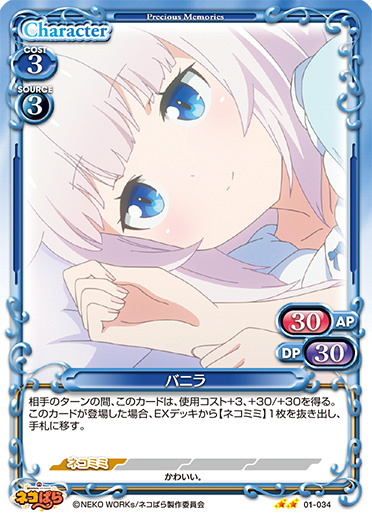 Precious Memories
Character
COST
3
SOURCE
3
30 AP
DP 30
バニラ
相手のターンの間、このカードは、使用コスト+3、+30/+30を得る。
このカードが登場した場合、EXデッキから【ネコミミ】1枚を抜き出し、
手札に移す。
ネコミミ
かわいい。
ネコぱら
©NEKO WORKs/ネコぱら製作委員会
01-034